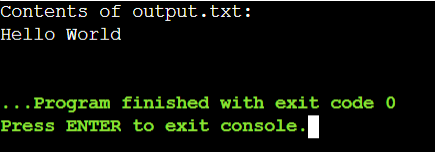 Contents of output.txt:
Hello World
...Program finished with exit code 0
Press ENTER to exit console.